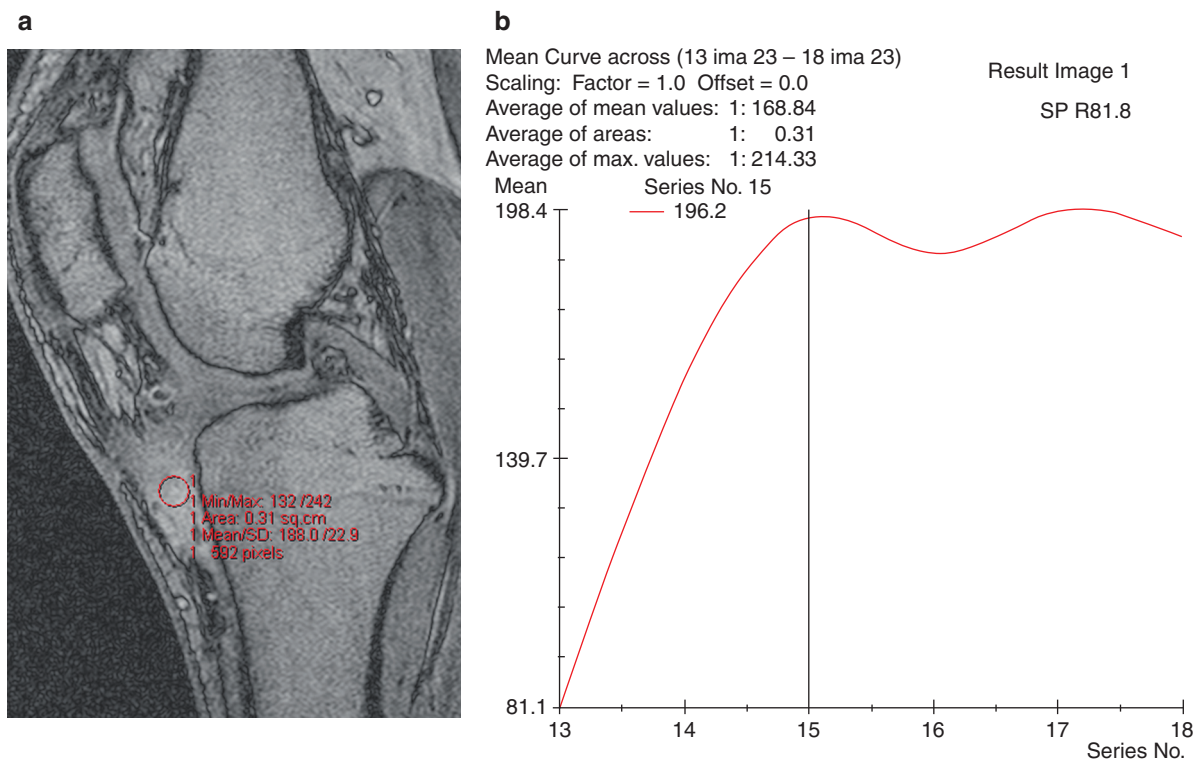 a
1
1 Min/Max: 132 /242
1 Area: 0.31 sq.cm
1 Mean/SD: 188.0 /22.9
1 592 pixels
b
Mean Curve across (13 ima 23 – 18 ima 23)
Scaling: Factor = 1.0 Offset = 0.0
Average of mean values: 1: 168.84
Average of areas: 1: 0.31
Average of max. values: 1: 214.33
Result Image 1
SP R81.8
Mean
Series No. 15
198.4
196.2
139.7
81.1
13 14 15 16 17 18
Series No.